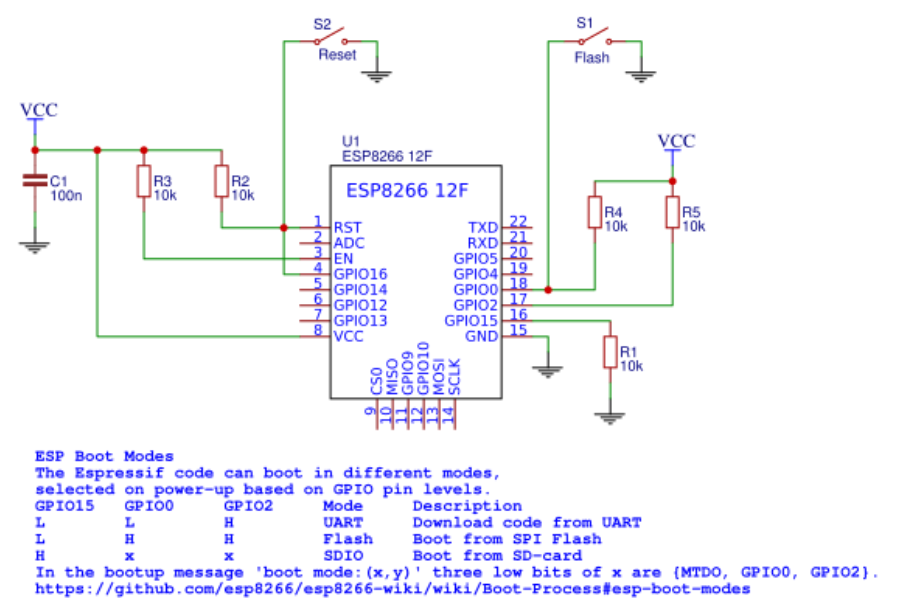 S2
Reset
S1
Flash
VCC
C1
100n
R3
10k
R2
10k
U1
ESP8266 12F
ESP8266 12F
VCC
R4
10k
R5
10k
1 RST
2 ADC
3 EN
4 GPIO16
5 GPIO14
6 GPIO12
7 GPIO13
8 VCC
TXD 22
RXD 21
GPIO5 20
GPIO4 19
GPIO0 18
GPIO2 17
GPIO15 16
GND 15
R1
10k
CS0 9
MISO 10
GPIO9 11
GPIO10 12
MOSI 13
SCLK 14
ESP Boot Modes
The Espressif code can boot in different modes,
selected on power-up based on GPIO pin levels.
GPIO15 GPIO0 GPIO2 Mode Description
L L H UART Download code from UART
L H H Flash Boot from SPI Flash
H x x SDIO Boot from SD-card
In the bootup message 'boot mode:(x,y)' three low bits of x are {MTDO, GPIO0, GPIO2}.
https://github.com/esp8266/esp8266-wiki/wiki/Boot-Process#esp-boot-modes